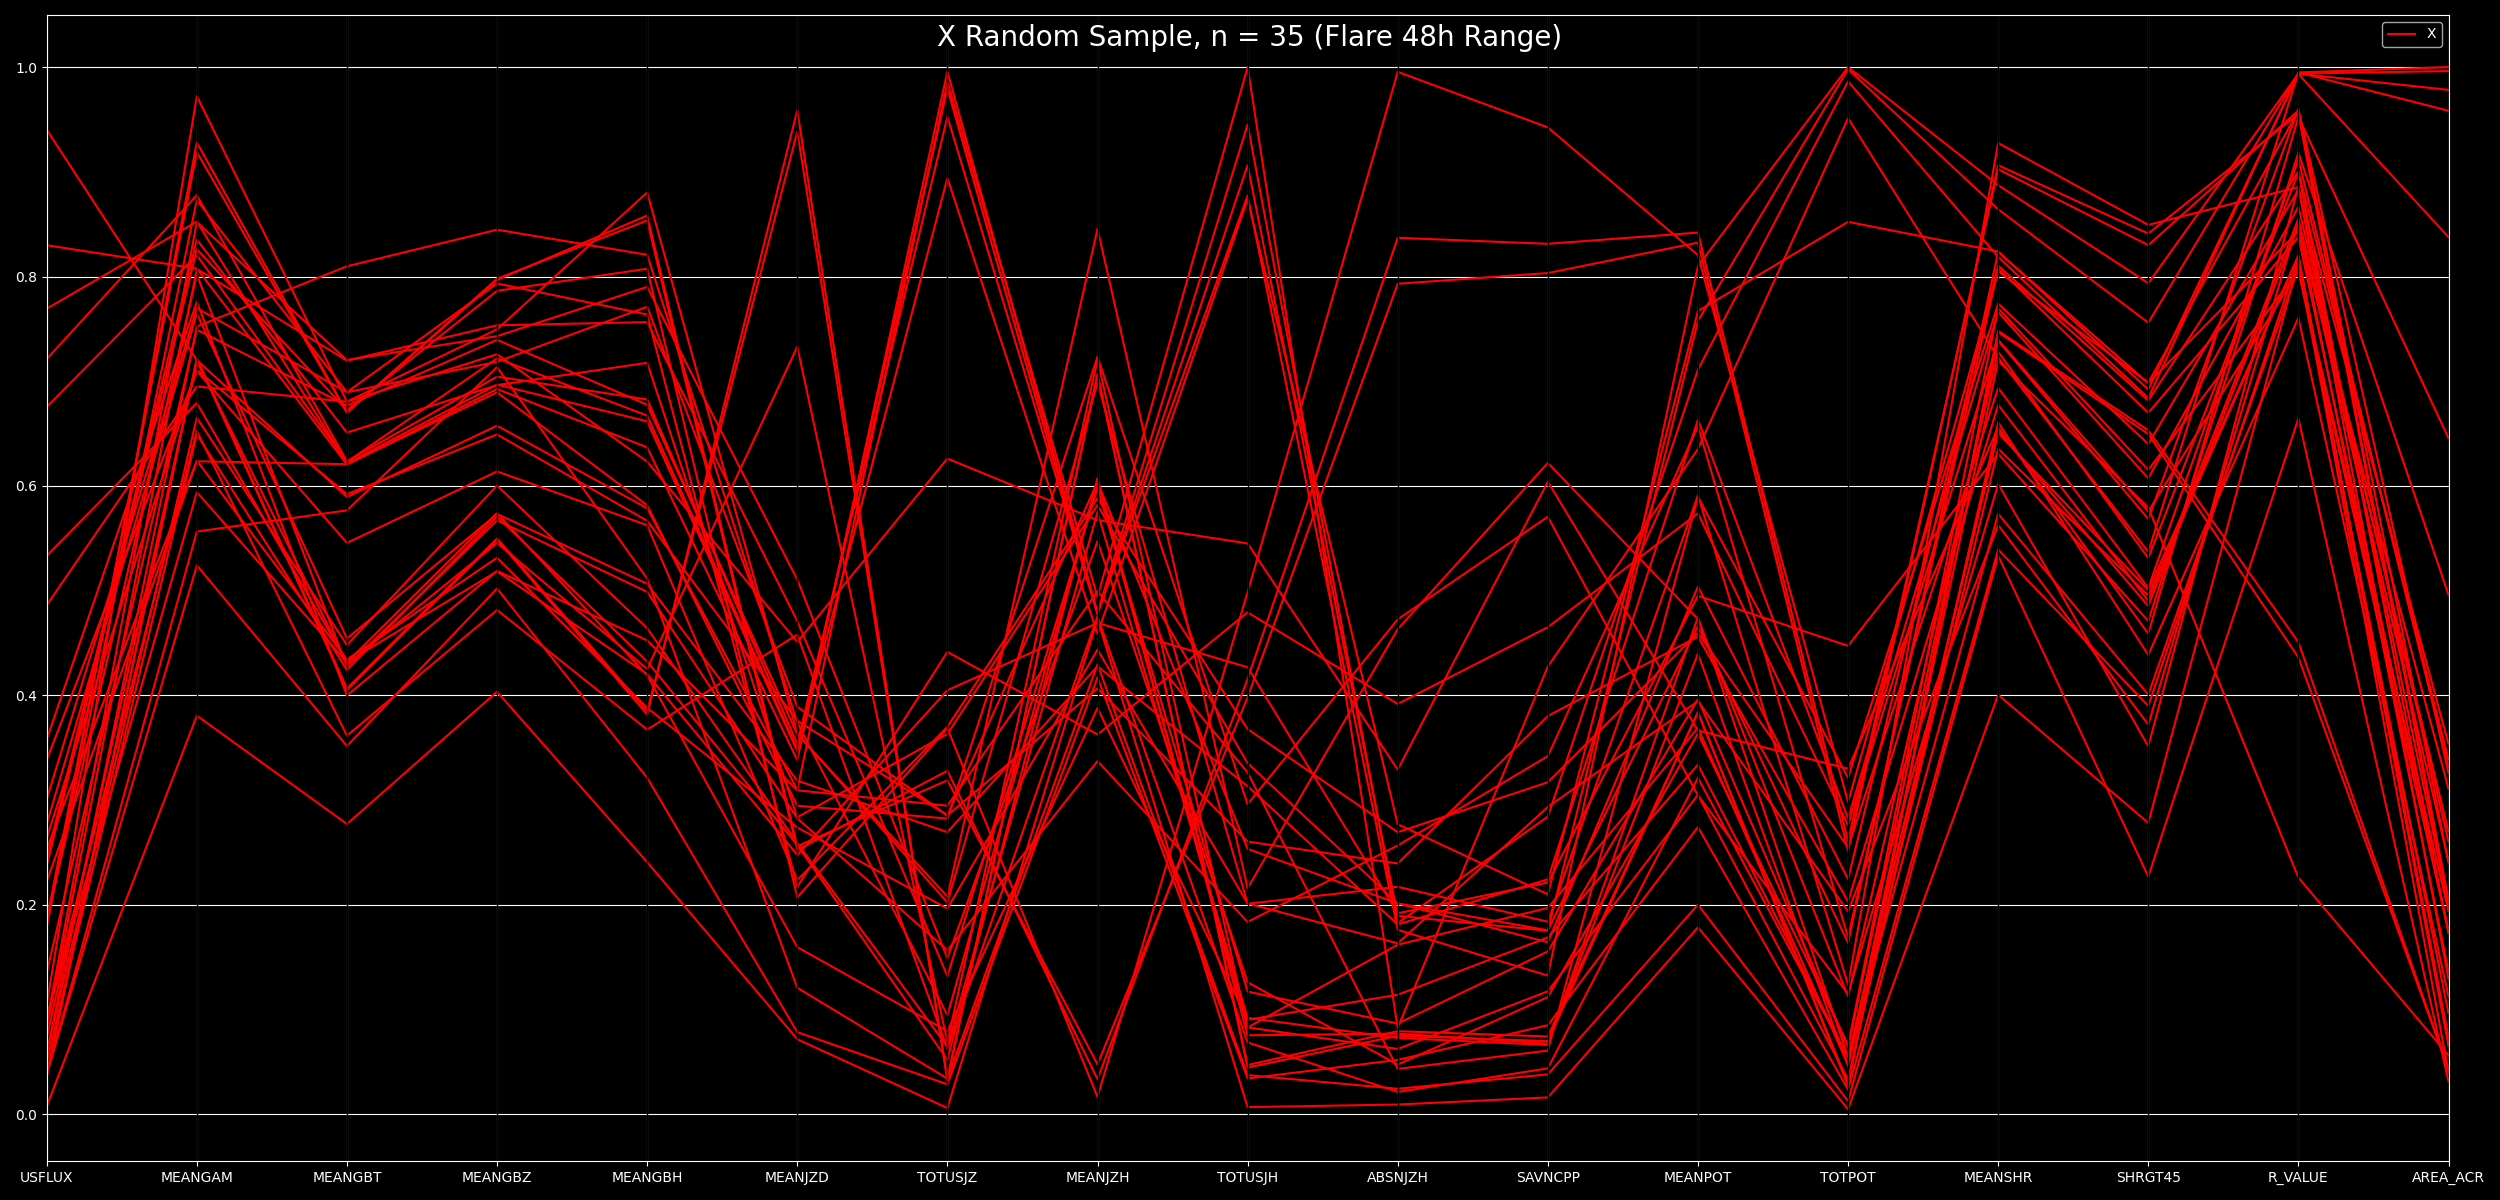 X Random Sample, n = 35 (Flare 48h Range)
X
1.0
0.8
0.6
0.4
0.2
0.0
USFLUX MEANGAM MEANGBT MEANGBZ MEANGBH MEANJZD TOTUSJZ MEANJZH TOTUSJH ABSNJZH SAVNCPP MEANPOT TOTPOT MEANSHR SHRGT45 R_VALUE AREA_ACR